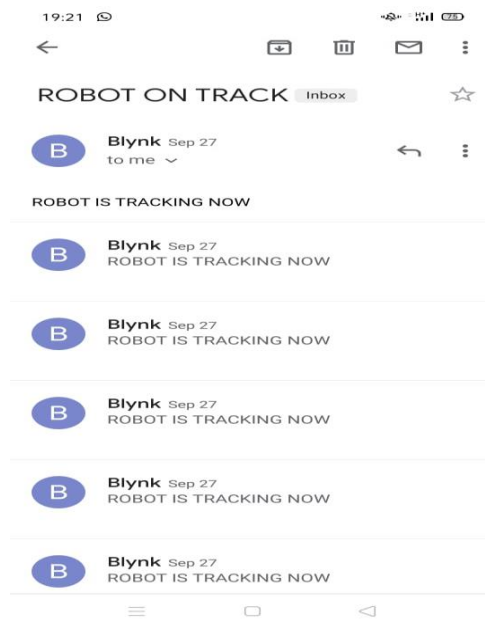 19:21
75
ROBOT ON TRACK Inbox
B
Blynk Sep 27
to me
ROBOT IS TRACKING NOW
B
Blynk Sep 27
ROBOT IS TRACKING NOW
B
Blynk Sep 27
ROBOT IS TRACKING NOW
B
Blynk Sep 27
ROBOT IS TRACKING NOW
B
Blynk Sep 27
ROBOT IS TRACKING NOW
B
Blynk Sep 27
ROBOT IS TRACKING NOW